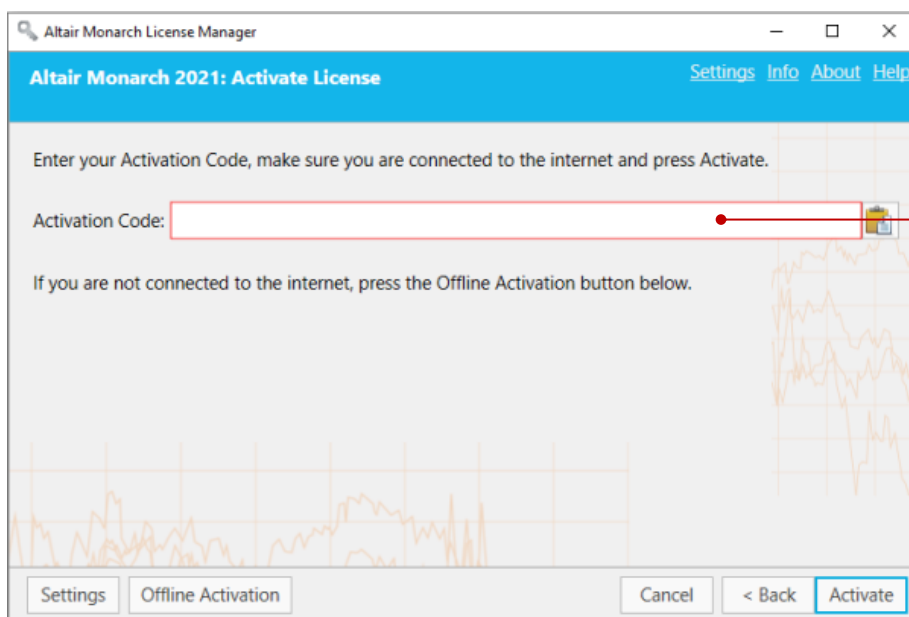 Altair Monarch License Manager
Altair Monarch 2021: Activate License
Settings Info About Help
Enter your Activation Code, make sure you are connected to the internet and press Activate.
Activation Code:
If you are not connected to the internet, press the Offline Activation button below.
Settings Offline Activation Cancel < Back Activate